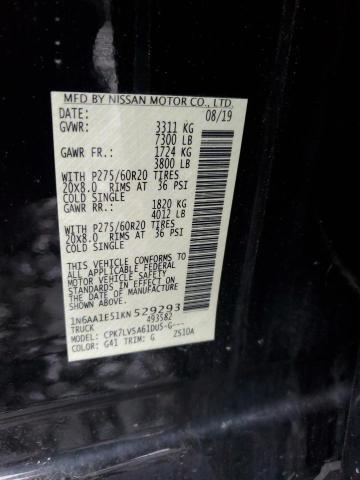 MFD BY NISSAN MOTOR CO., LTD.
DATE: 08/19
GVWR: 3311 KG
7300 LB
GAWR FR.: 1724 KG
3800 LB
WITH P275/60R20 TIRES
20X8.0 RIMS AT 36 PSI
COLD SINGLE
GAWR RR.: 1820 KG
4012 LB
WITH P275/60R20 TIRES
20X8.0 RIMS AT 36 PSI
COLD SINGLE
THIS VEHICLE CONFORMS TO
ALL APPLICABLE FEDERAL
MOTOR VEHICLE SAFETY
STANDARDS IN EFFECT ON
THE DATE OF MANUFACTURE
SHOWN ABOVE.
1N6AA1E51KN529293
TRUCK 493582
MODEL: CPK7LVSA61DUS-G---
COLOR: G41 TRIM: G 2510A